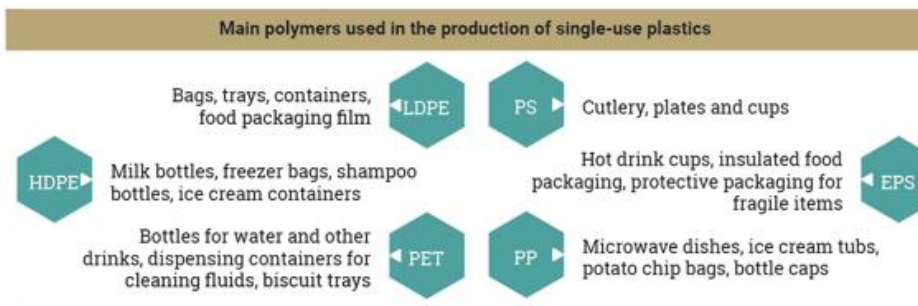 Main polymers used in the production of single-use plastics
Bags, trays, containers,
food packaging film
LDPE
PS
Cutlery, plates and cups
HDPE
Milk bottles, freezer bags, shampoo
bottles, ice cream containers
Hot drink cups, insulated food
packaging, protective packaging for
fragile items
EPS
Bottles for water and other
drinks, dispensing containers for
cleaning fluids, biscuit trays
PET
PP
Microwave dishes, ice cream tubs,
potato chip bags, bottle caps